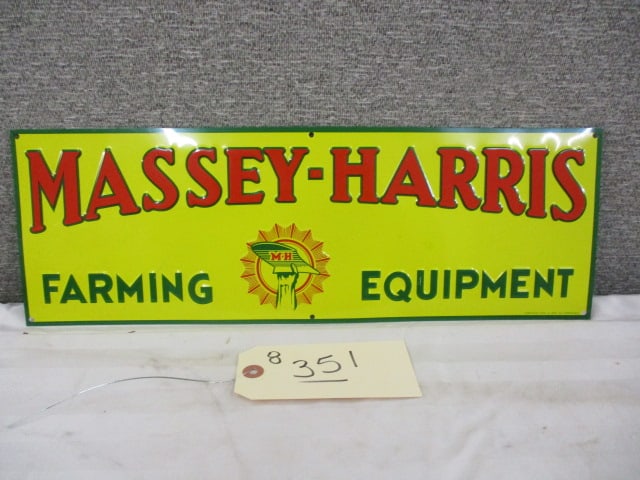 MASSEY-HARRIS
M-H
FARMING EQUIPMENT
8 351